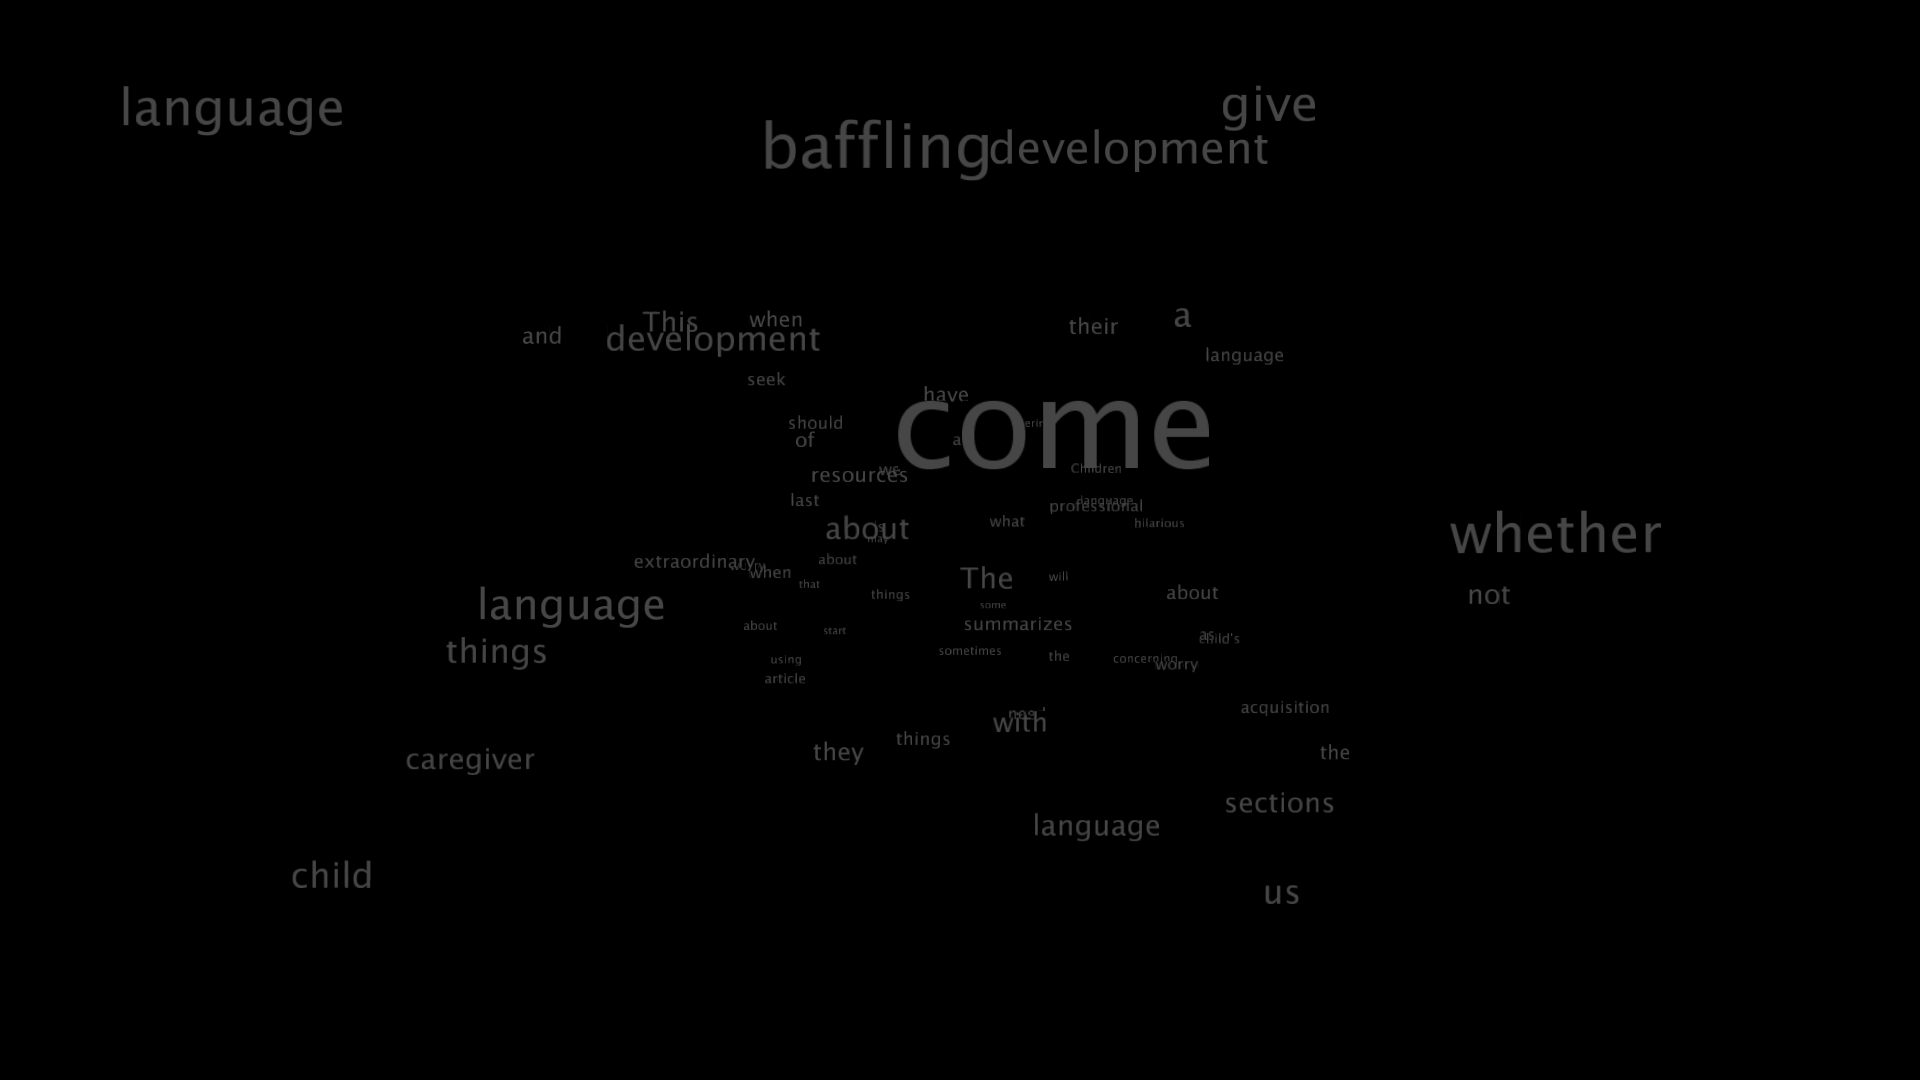 language
give
baffling
development
a
This
when
their
and
development
language
seek
have
should
come
of
Children
resources
last
language
professional
what
hilarious
about
whether
about
extraordinary
when
The
will
that
things
about
not
some
language
summarizes
about
start
child's
things
sometimes
the
concerning
using
worry
article
acquisition
with
things
they
the
caregiver
sections
language
child
us